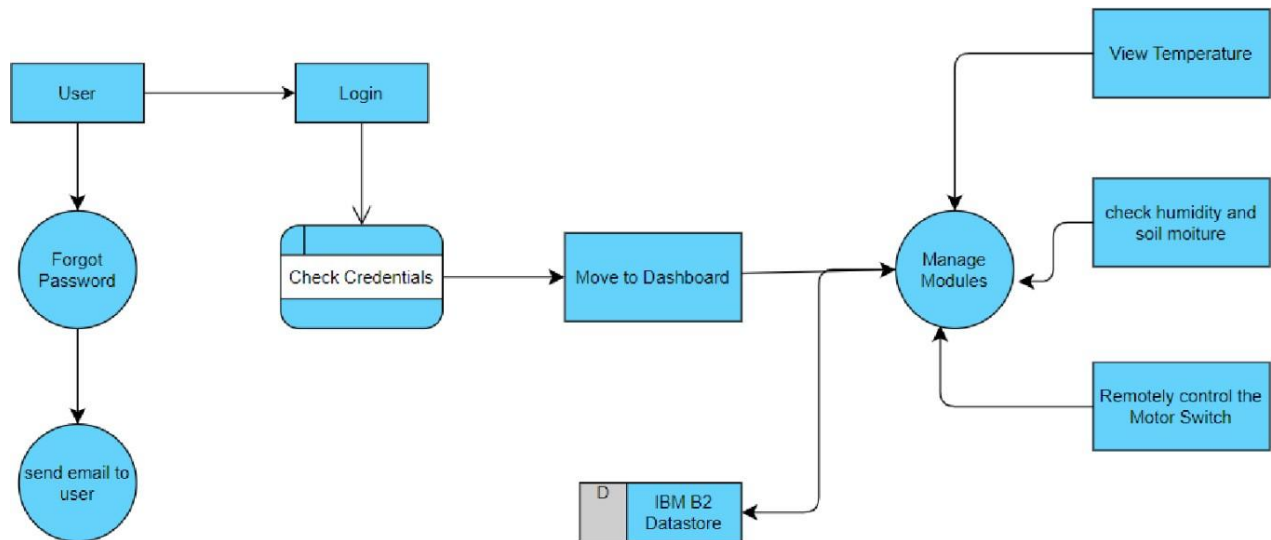 User
Login
View Temperature
Forgot
Password
Check Credentials
Move to Dashboard
Manage
Modules
check humidity and
soil moiture
Remotely control the
Motor Switch
send email to
user
D
IBM B2
Datastore